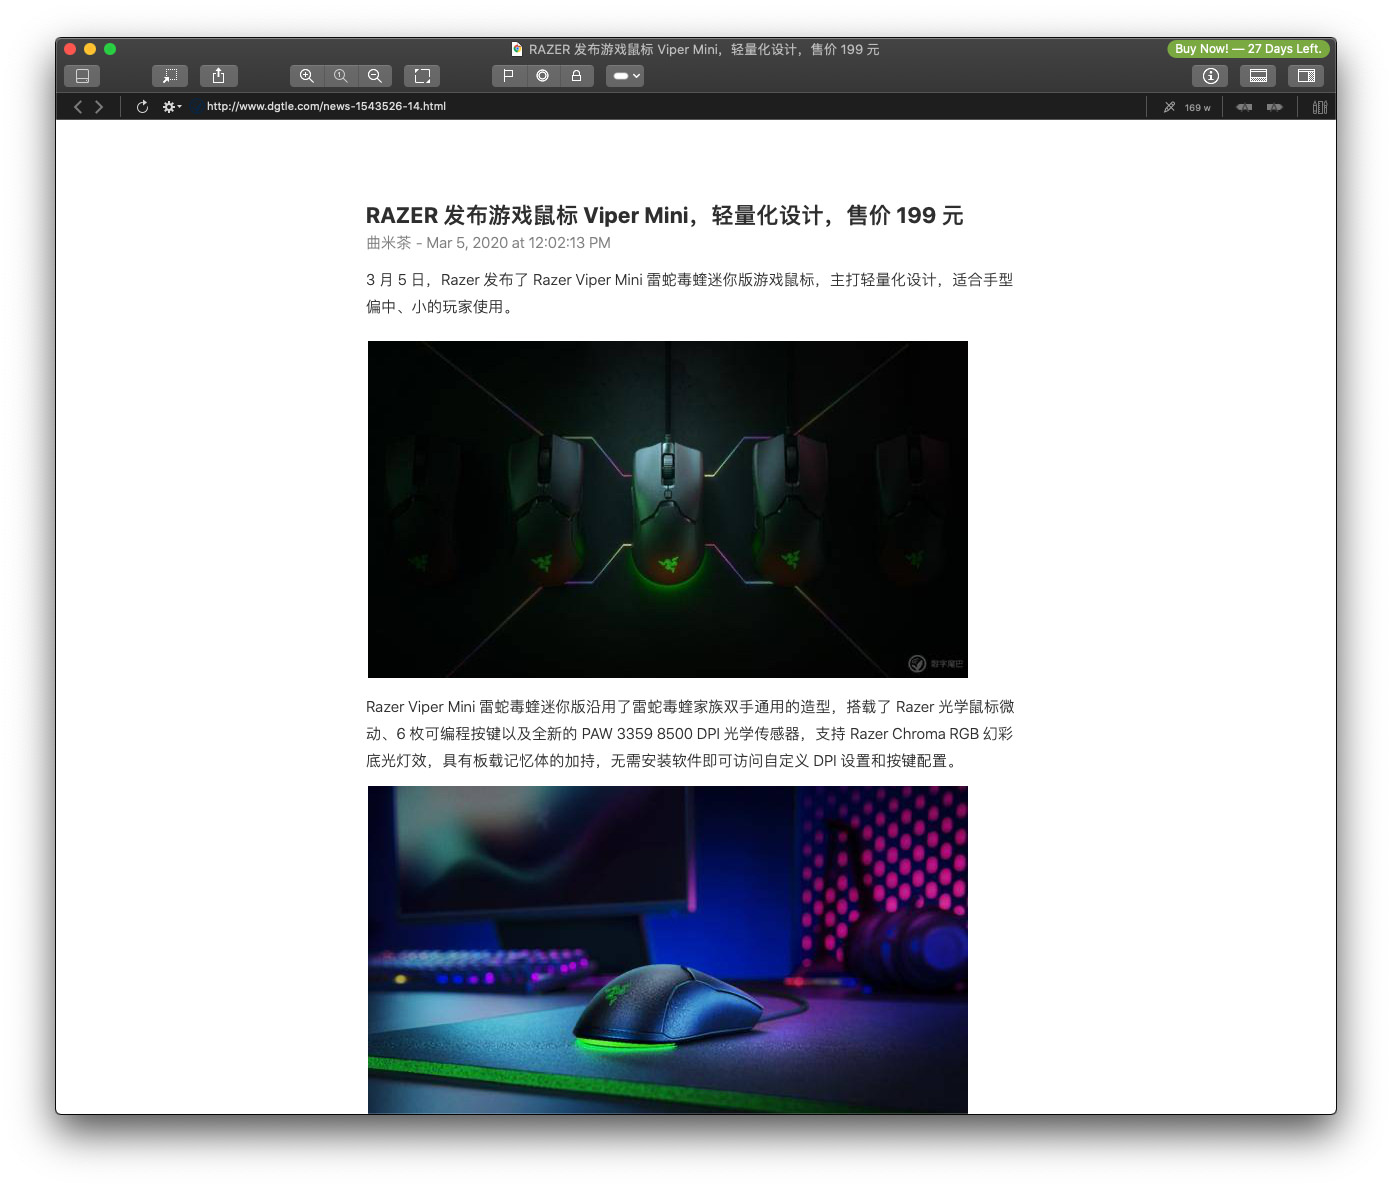 RAZER 发布游戏鼠标 Viper Mini，轻量化设计，售价 199 元
Buy Now! — 27 Days Left.
http://www.dgtle.com/news-1543526-14.html
169 w
RAZER 发布游戏鼠标 Viper Mini，轻量化设计，售价 199 元
曲米茶 - Mar 5, 2020 at 12:02:13 PM
3 月 5 日，Razer 发布了 Razer Viper Mini 雷蛇毒蝰迷你版游戏鼠标，主打轻量化设计，适合手型
偏中、小的玩家使用。
数字尾巴
Razer Viper Mini 雷蛇毒蝰迷你版沿用了雷蛇毒蝰家族双手通用的造型，搭载了 Razer 光学鼠标微
动、6 枚可编程按键以及全新的 PAW 3359 8500 DPI 光学传感器，支持 Razer Chroma RGB 幻彩
底光灯效，具有板载记忆体的加持，无需安装软件即可访问自定义 DPI 设置和按键配置。